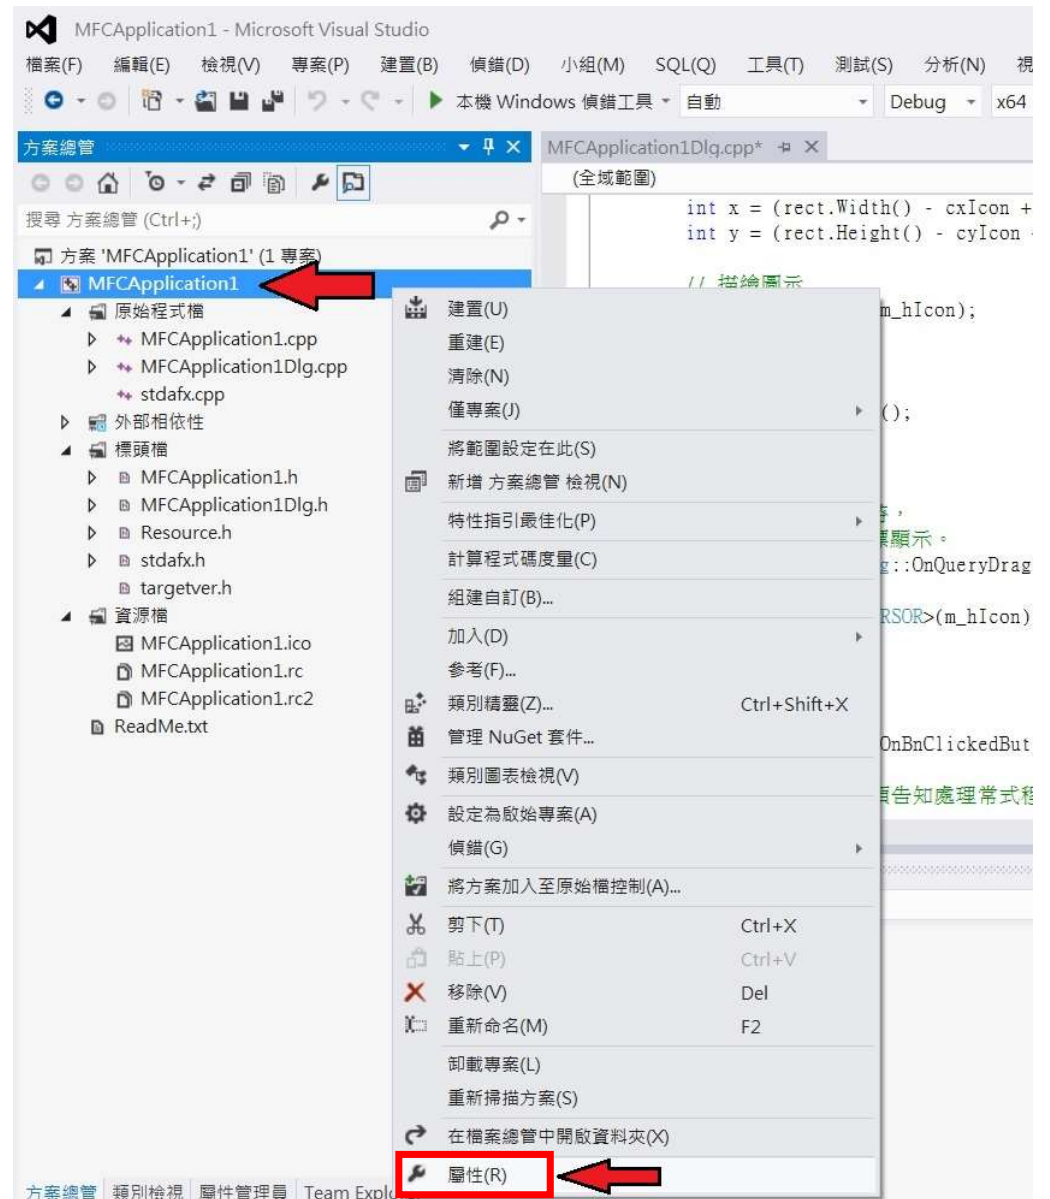 MFCApplication1 - Microsoft Visual Studio
檔案(F) 編輯(E) 檢視(V) 專案(P) 建置(B) 偵錯(D) 小組(M) SQL(Q) 工具(T) 測試(S) 分析(N) 視
本機 Windows 偵錯工具 自動 Debug x64
方案總管
MFCApplication1Dlg.cpp*
(全域範圍)
搜尋 方案總管 (Ctrl+;)
int x = (rect.Width() - cxIcon +
int y = (rect.Height() - cyIcon
// 描繪圖示
m_hIcon);
();
顯示。
::OnQueryDrag
RSOR>(m_hIcon)
OnBnClickedBut
告知處理常式程
方案 'MFCApplication1' (1 專案)
MFCApplication1
原始程式檔
MFCApplication1.cpp
MFCApplication1Dlg.cpp
stdafx.cpp
外部相依性
標頭檔
MFCApplication1.h
MFCApplication1Dlg.h
Resource.h
stdafx.h
targetver.h
資源檔
MFCApplication1.ico
MFCApplication1.rc
MFCApplication1.rc2
ReadMe.txt
建置(U)
重建(E)
清除(N)
僅專案(J)
將範圍設定在此(S)
新增 方案總管 檢視(N)
特性指引最佳化(P)
計算程式碼度量(C)
組建自訂(B)...
加入(D)
參考(F)...
類別精靈(Z)... Ctrl+Shift+X
管理 NuGet 套件...
類別圖表檢視(V)
設定為啟始專案(A)
偵錯(G)
將方案加入至原始檔控制(A)...
剪下(T) Ctrl+X
貼上(P) Ctrl+V
移除(V) Del
重新命名(M) F2
卸載專案(L)
重新掃描方案(S)
在檔案總管中開啟資料夾(X)
屬性(R)
方案總管 類別檢視 屬性管理員 Team Explo